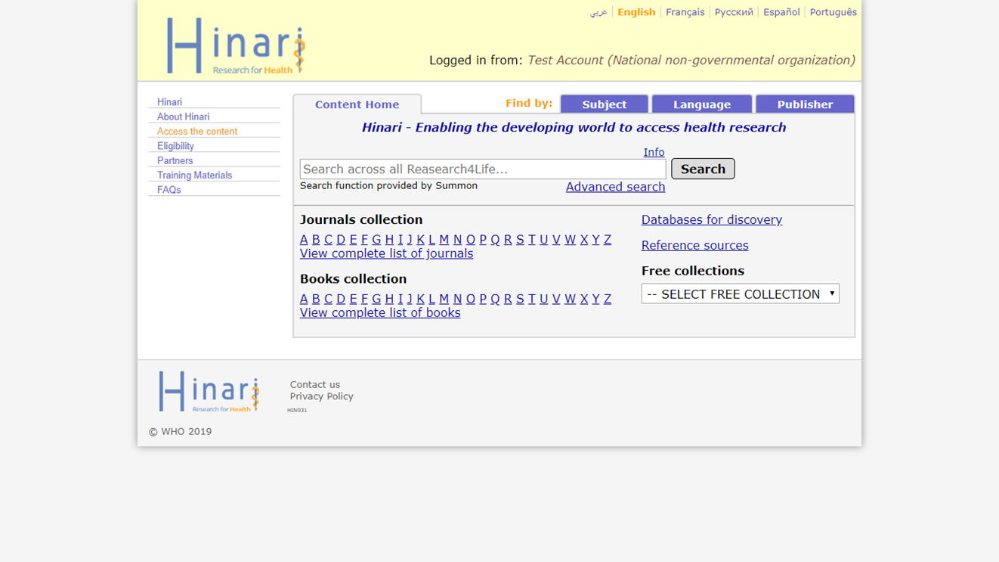 عربي English Français Русский Español Português
Hinari
Research for Health
Logged in from: Test Account (National non-governmental organization)
Hinari
About Hinari
Access the content
Eligibility
Partners
Training Materials
FAQs
Content Home Find by: Subject Language Publisher
Hinari - Enabling the developing world to access health research
Info
Search across all Reasearch4Life... Search
Search function provided by Summon Advanced search
Journals collection
A B C D E F G H I J K L M N O P Q R S T U V W X Y Z
View complete list of journals
Books collection
A B C D E F G H I J K L M N O P Q R S T U V W X Y Z
View complete list of books
Databases for discovery
Reference sources
Free collections
-- SELECT FREE COLLECTION
Hinari
Research for Health
Contact us
Privacy Policy
HIN031
© WHO 2019